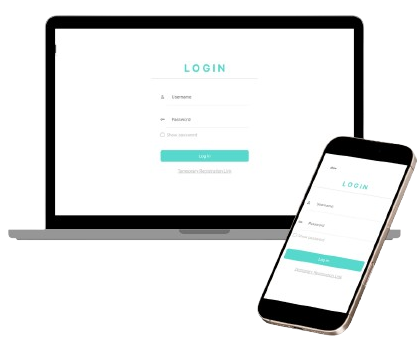 LOGIN
Username
Password
Show password
Log In
Temporary Registration Link
LOGIN
Username
Password
Show password
Log In
Temporary Registration Link